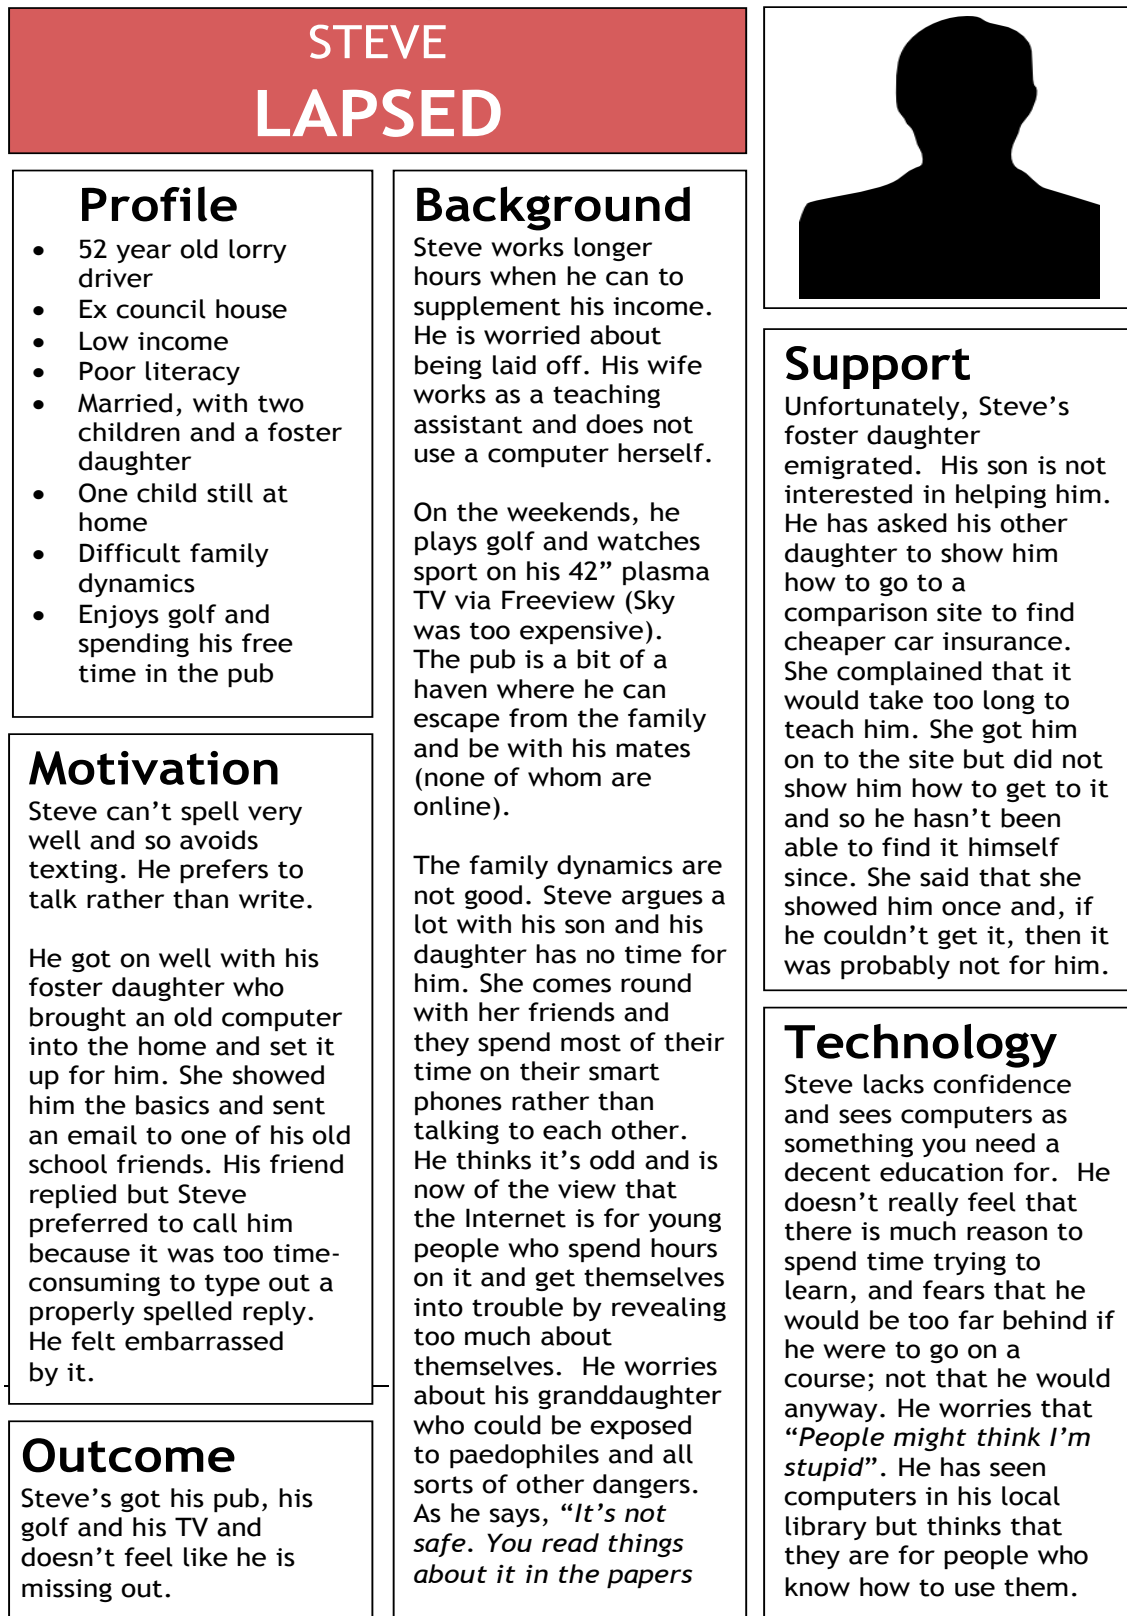 STEVE
LAPSED
Profile
• 52 year old lorry
driver
• Ex council house
• Low income
• Poor literacy
• Married, with two
children and a foster
daughter
• One child still at
home
• Difficult family
dynamics
• Enjoys golf and
spending his free
time in the pub
Motivation
Steve can’t spell very
well and so avoids
texting. He prefers to
talk rather than write.
He got on well with his
foster daughter who
brought an old computer
into the home and set it
up for him. She showed
him the basics and sent
an email to one of his old
school friends. His friend
replied but Steve
preferred to call him
because it was too time-
consuming to type out a
properly spelled reply.
He felt embarrassed
by it.
Outcome
Steve’s got his pub, his
golf and his TV and
doesn’t feel like he is
missing out.
Background
Steve works longer
hours when he can to
supplement his income.
He is worried about
being laid off. His wife
works as a teaching
assistant and does not
use a computer herself.
On the weekends, he
plays golf and watches
sport on his 42” plasma
TV via Freeview (Sky
was too expensive).
The pub is a bit of a
haven where he can
escape from the family
and be with his mates
(none of whom are
online).
The family dynamics are
not good. Steve argues a
lot with his son and his
daughter has no time for
him. She comes round
with her friends and
they spend most of their
time on their smart
phones rather than
talking to each other.
He thinks it’s odd and is
now of the view that
the Internet is for young
people who spend hours
on it and get themselves
into trouble by revealing
too much about
themselves.  He worries
about his granddaughter
who could be exposed
to paedophiles and all
sorts of other dangers.
As he says, “It’s not
safe. You read things
about it in the papers
Support
Unfortunately, Steve’s
foster daughter
emigrated.  His son is not
interested in helping him.
He has asked his other
daughter to show him
how to go to a
comparison site to find
cheaper car insurance.
She complained that it
would take too long to
teach him. She got him
on to the site but did not
show him how to get to it
and so he hasn’t been
able to find it himself
since. She said that she
showed him once and, if
he couldn’t get it, then it
was probably not for him.
Technology
Steve lacks confidence
and sees computers as
something you need a
decent education for.  He
doesn’t really feel that
there is much reason to
spend time trying to
learn, and fears that he
would be too far behind if
he were to go on a
course; not that he would
anyway. He worries that
“People might think I’m
stupid”. He has seen
computers in his local
library but thinks that
they are for people who
know how to use them.